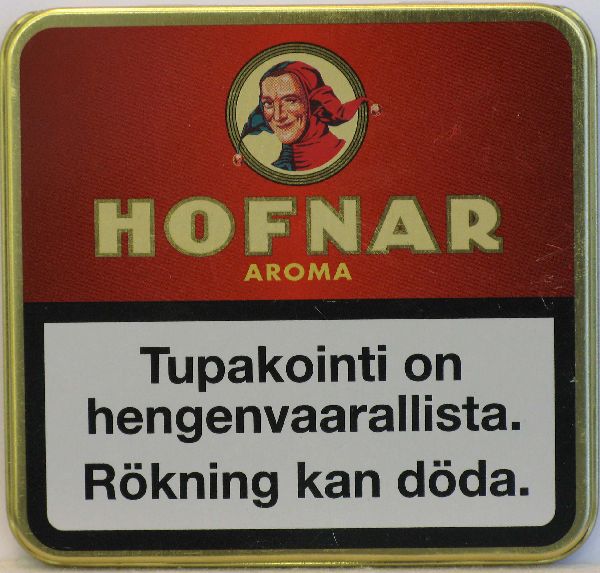 HOFNAR
AROMA
Tupakointi on
hengenvaarallista.
Rökning kan döda.